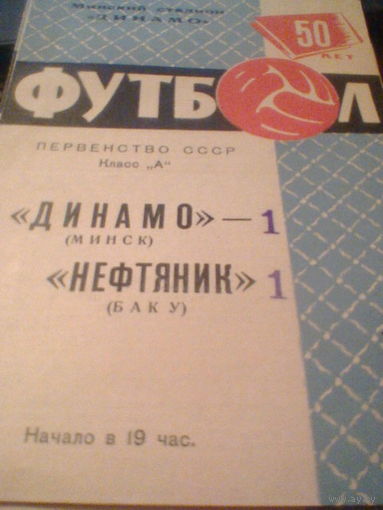 Минский стадион
«ДИНАМО»
50
ЛЕТ
ФУТБОЛ
ПЕРВЕНСТВО СССР
Класс „А"
«ДИНАМО» — 1
(МИНСК)
«НЕФТЯНИК» 1
(БАКУ)
Начало в 19 час.